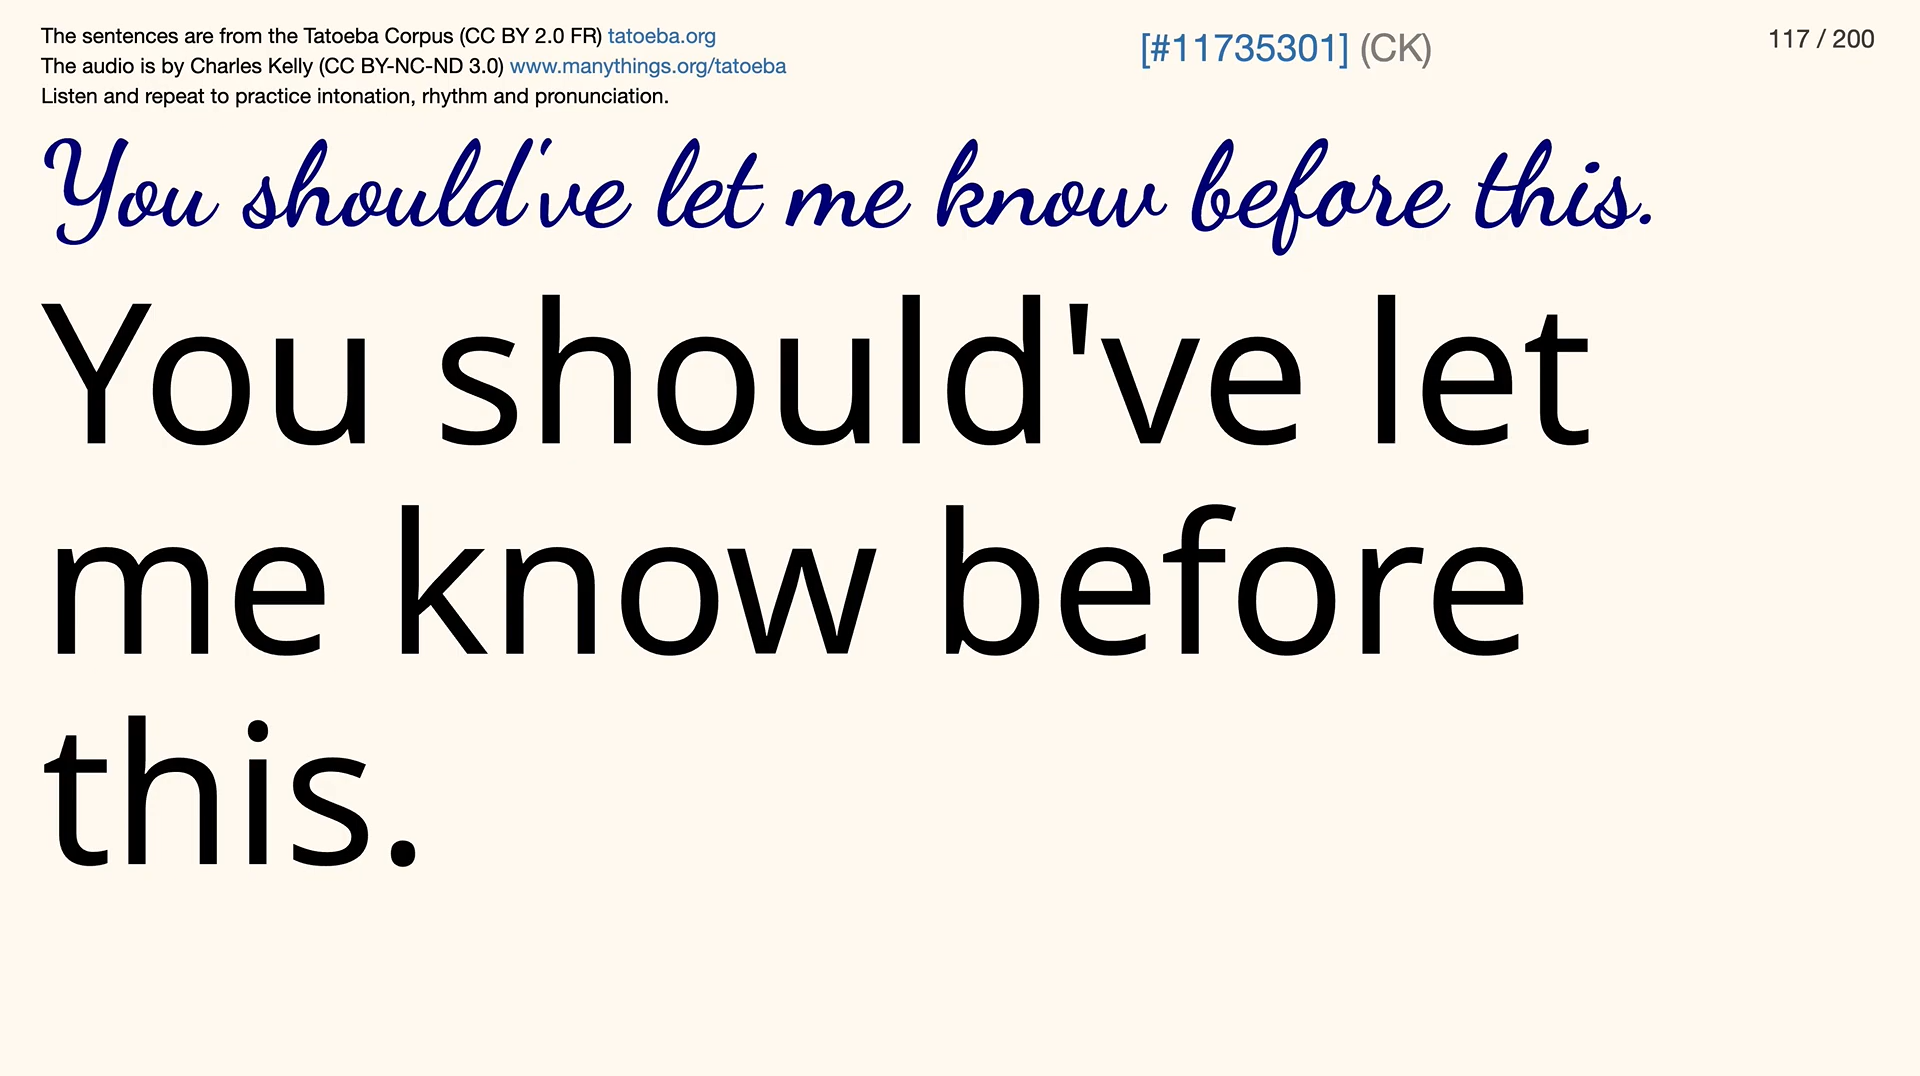 The sentences are from the Tatoeba Corpus (CC BY 2.0 FR) tatoeba.org
The audio is by Charles Kelly (CC BY-NC-ND 3.0) www.manythings.org/tatoeba
Listen and repeat to practice intonation, rhythm and pronunciation.
[#11735301] (CK)
117 / 200
You should've let me know before this.
You should've let
me know before
this.